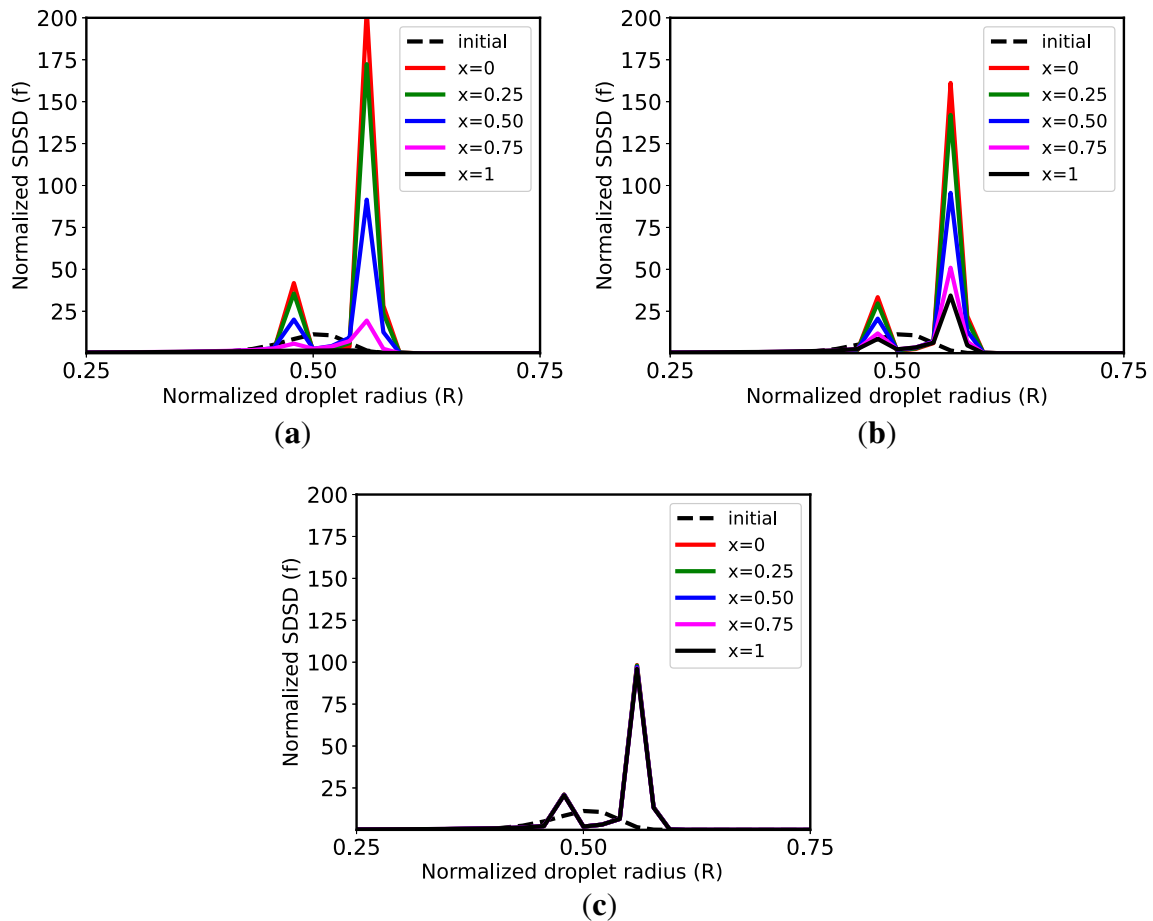 200
175
150
125
100
75
50
25
Normalized SDSD (f)
initial
x=0
x=0.25
x=0.50
x=0.75
x=1
0.25
0.50
0.75
Normalized droplet radius (R)
(a)
200
175
150
125
100
75
50
25
Normalized SDSD (f)
initial
x=0
x=0.25
x=0.50
x=0.75
x=1
0.25
0.50
0.75
Normalized droplet radius (R)
(b)
200
175
150
125
100
75
50
25
Normalized SDSD (f)
initial
x=0
x=0.25
x=0.50
x=0.75
x=1
0.25
0.50
0.75
Normalized droplet radius (R)
(c)